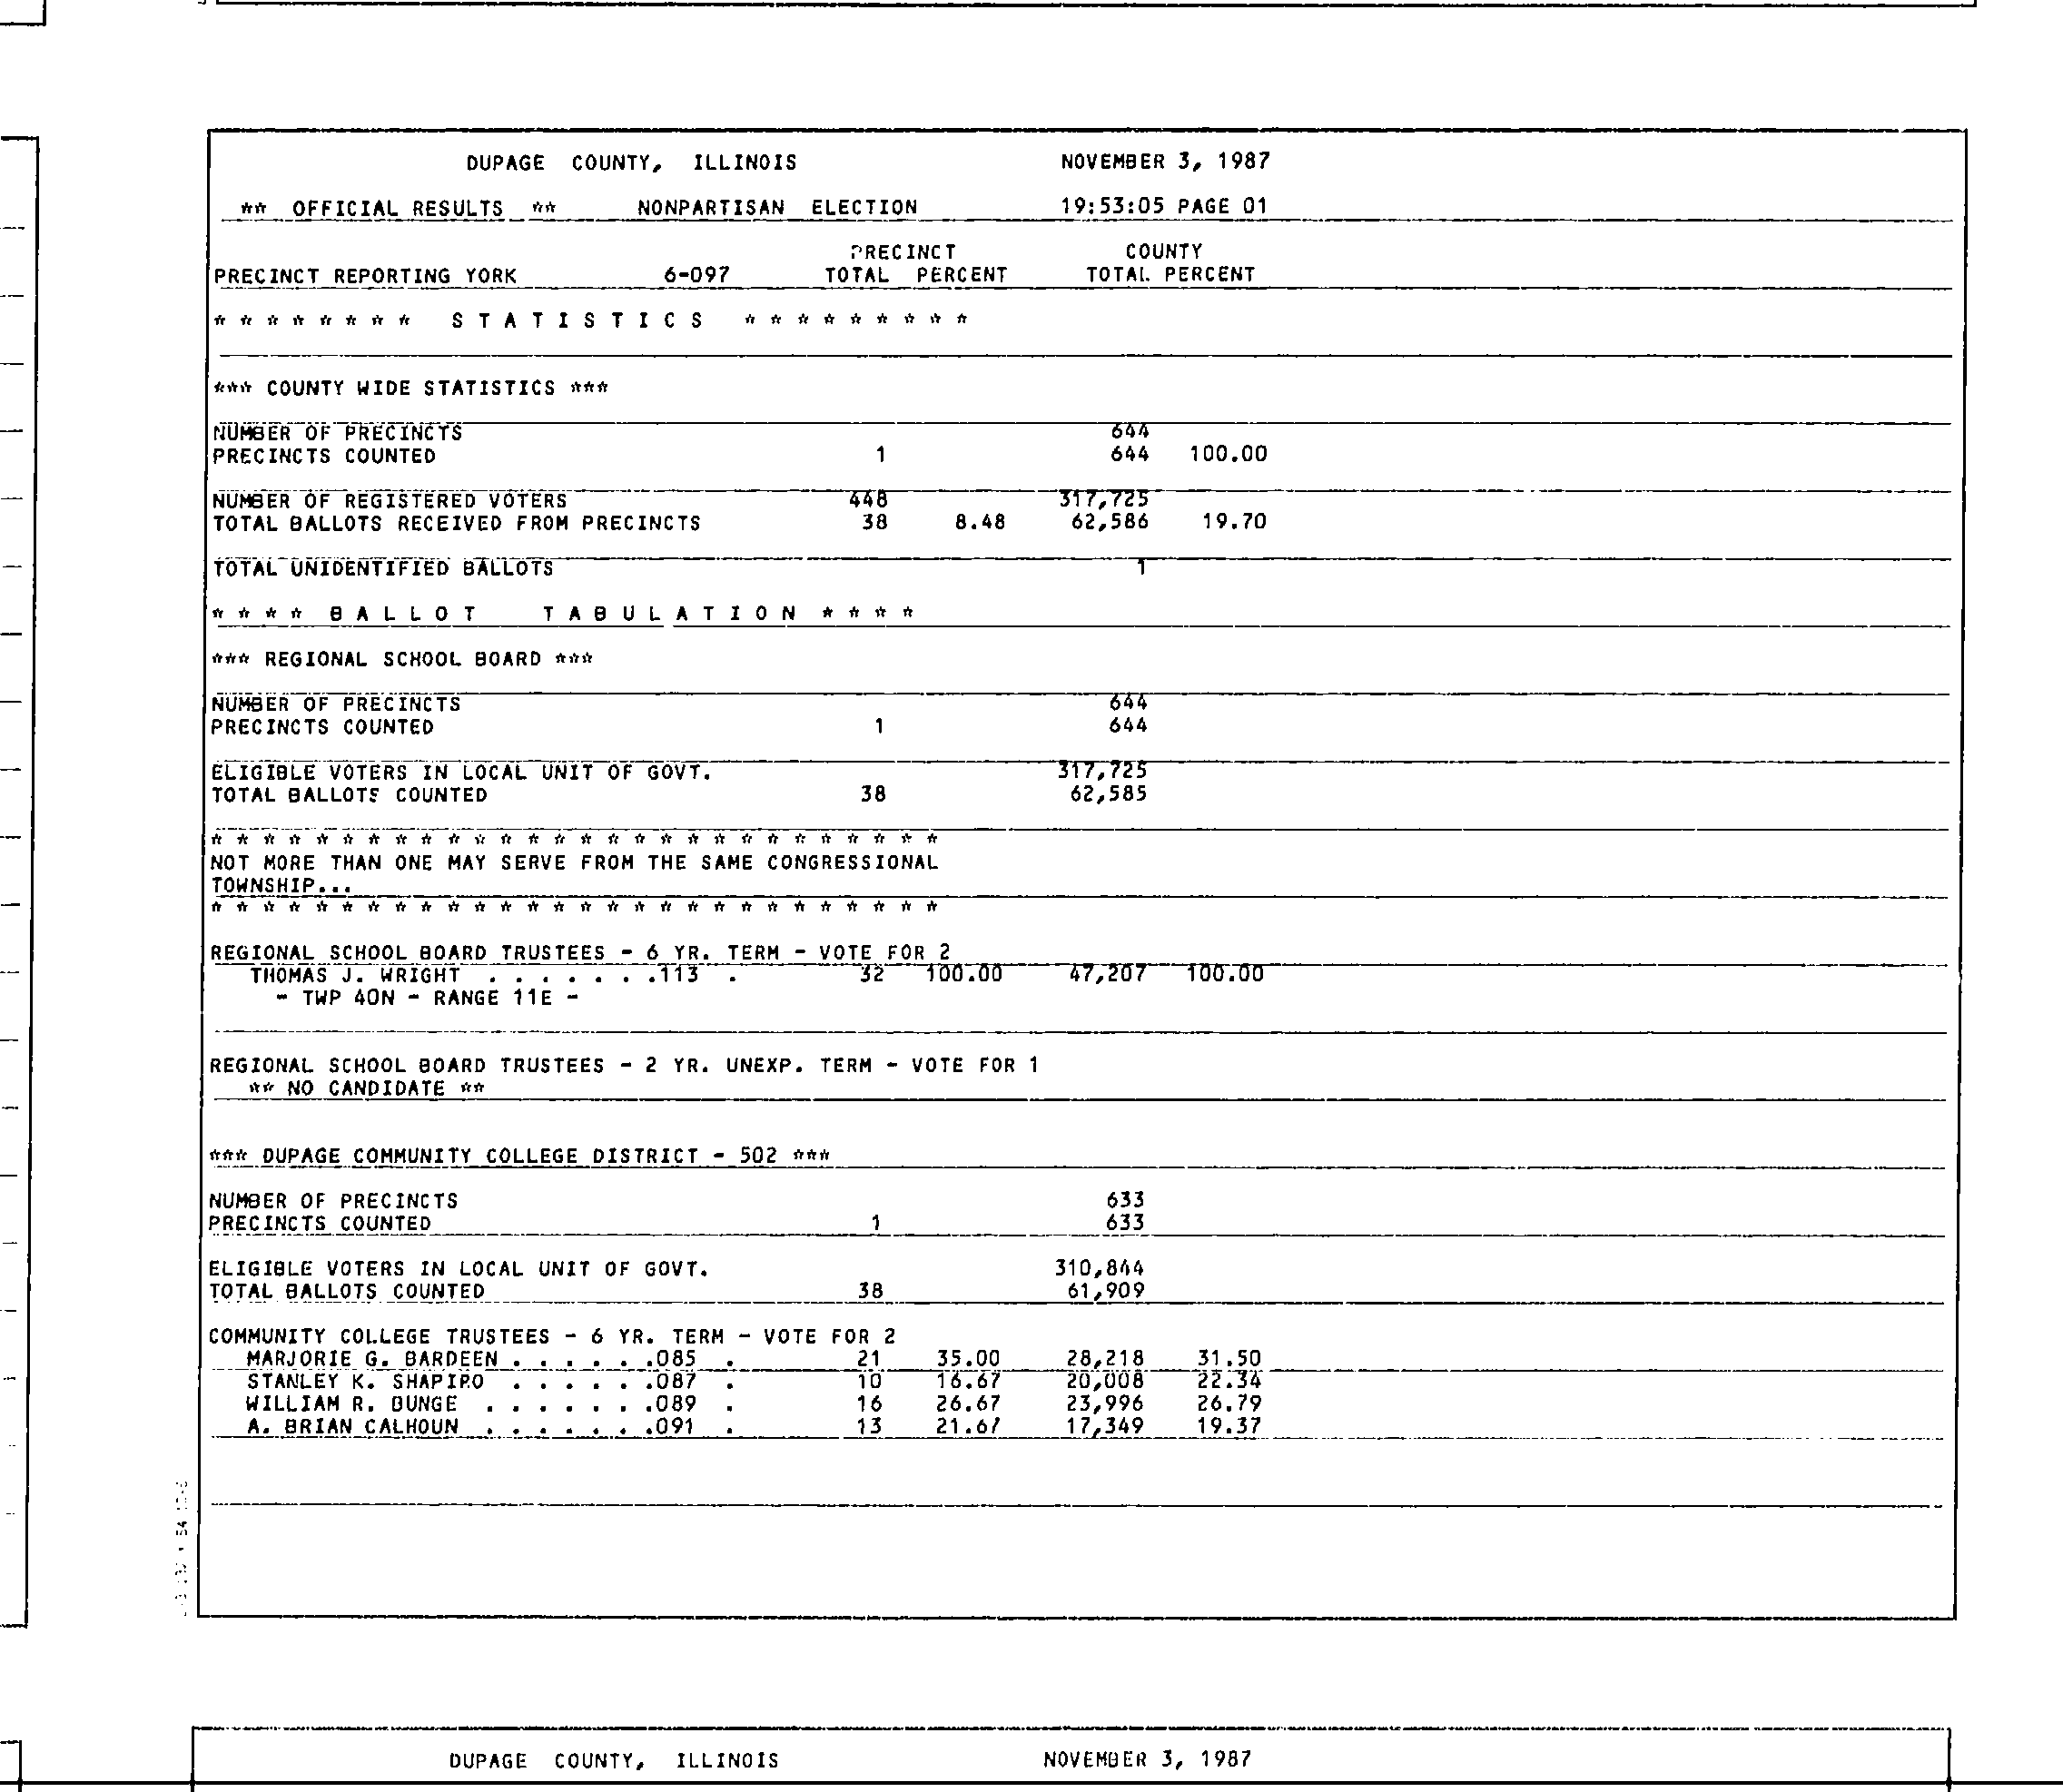 DUPAGE COUNTY, ILLINOIS NOVEMBER 3, 1987
** OFFICIAL RESULTS ** NONPARTISAN ELECTION 19:53:05 PAGE 01
PRECINCT COUNTY
PRECINCT REPORTING YORK 6-097 TOTAL PERCENT TOTAL PERCENT
* * * * * * * * S T A T I S T I C S * * * * * * * * *
*** COUNTY WIDE STATISTICS ***
NUMBER OF PRECINCTS 644
PRECINCTS COUNTED 1 644 100.00
NUMBER OF REGISTERED VOTERS 448 317,725
TOTAL BALLOTS RECEIVED FROM PRECINCTS 38 8.48 62,586 19.70
TOTAL UNIDENTIFIED BALLOTS 1
* * * * B A L L O T T A B U L A T I O N * * * *
*** REGIONAL SCHOOL BOARD ***
NUMBER OF PRECINCTS 644
PRECINCTS COUNTED 1 644
ELIGIBLE VOTERS IN LOCAL UNIT OF GOVT. 317,725
TOTAL BALLOTS COUNTED 38 62,585
* * * * * * * * * * * * * * * * * * * * * * * * * * * *
NOT MORE THAN ONE MAY SERVE FROM THE SAME CONGRESSIONAL
TOWNSHIP...
* * * * * * * * * * * * * * * * * * * * * * * * * * * *
REGIONAL SCHOOL BOARD TRUSTEES - 6 YR. TERM - VOTE FOR 2
THOMAS J. WRIGHT . . . . . . .113 . 32 100.00 47,207 100.00
- TWP 40N - RANGE 11E -
REGIONAL SCHOOL BOARD TRUSTEES - 2 YR. UNEXP. TERM - VOTE FOR 1
** NO CANDIDATE **
*** DUPAGE COMMUNITY COLLEGE DISTRICT - 502 ***
NUMBER OF PRECINCTS 633
PRECINCTS COUNTED 1 633
ELIGIBLE VOTERS IN LOCAL UNIT OF GOVT. 310,844
TOTAL BALLOTS COUNTED 38 61,909
COMMUNITY COLLEGE TRUSTEES - 6 YR. TERM - VOTE FOR 2
MARJORIE G. BARDEEN . . . . . .085 . 21 35.00 28,218 31.50
STANLEY K. SHAPIRO . . . . . .087 . 10 16.67 20,008 22.34
WILLIAM R. BUNGE . . . . . . .089 . 16 26.67 23,996 26.79
A. BRIAN CALHOUN . . . . . . .091 . 13 21.67 17,349 19.37
DUPAGE COUNTY, ILLINOIS NOVEMBER 3, 1987